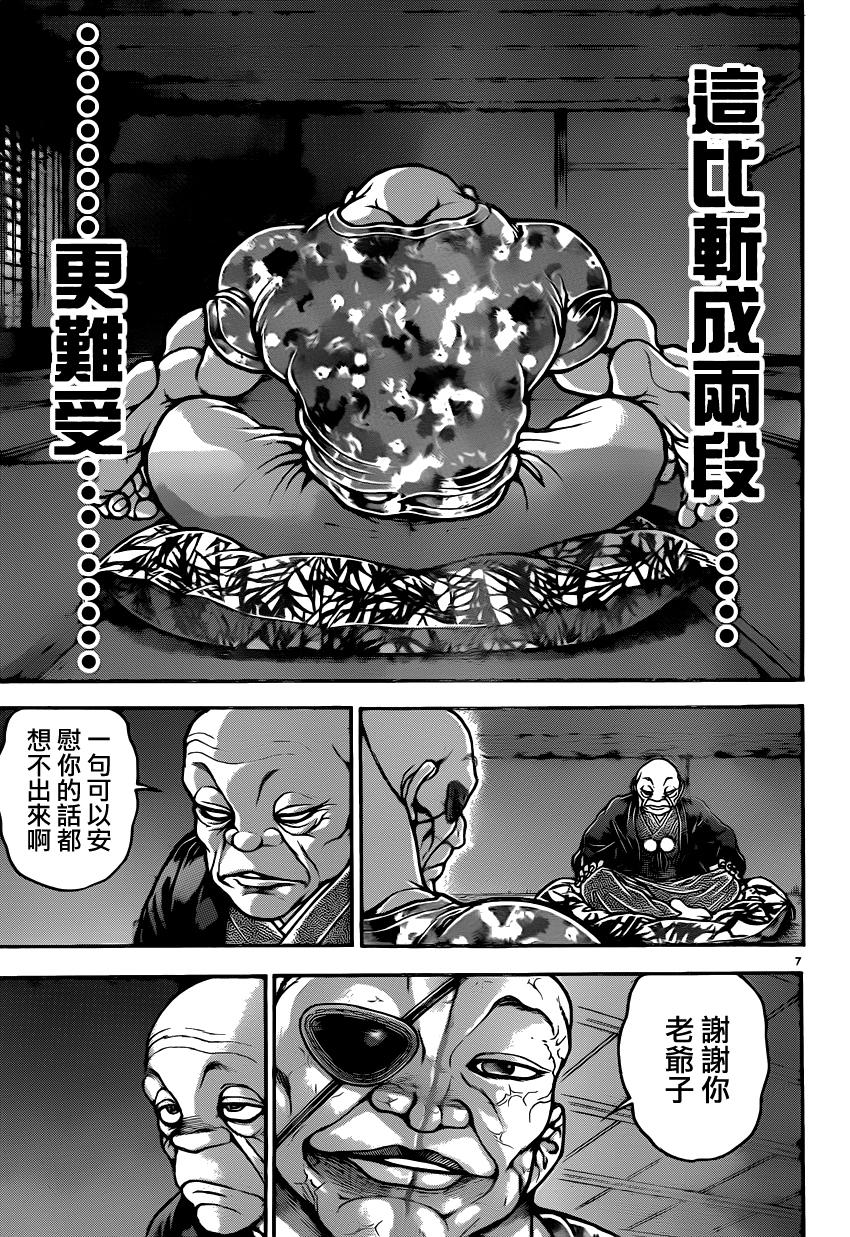 這比斬成兩段…………
…………更難受…………
一句可以安
慰你的話都
想不出來啊
7
謝謝你
老爺子